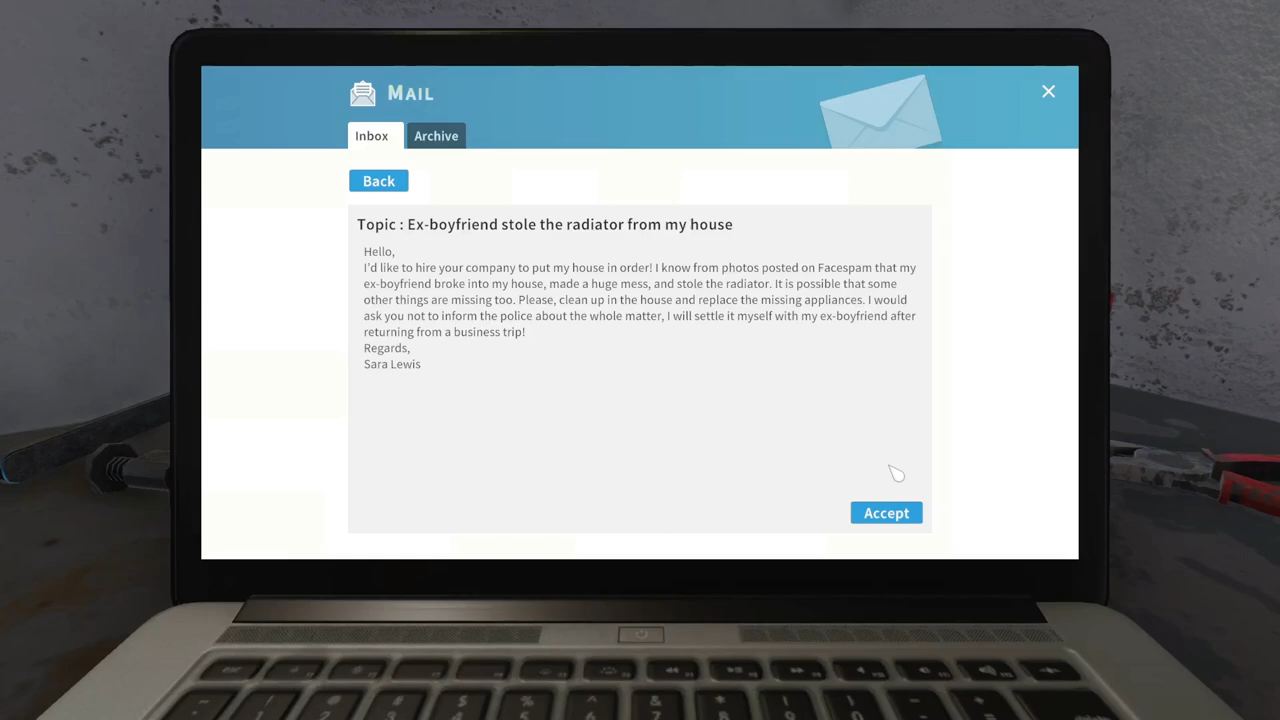 MAIL
Inbox
Archive
Back
Topic : Ex-boyfriend stole the radiator from my house
Hello,
I'd like to hire your company to put my house in order! I know from photos posted on Facespam that my
ex-boyfriend broke into my house, made a huge mess, and stole the radiator. It is possible that some
other things are missing too. Please, clean up in the house and replace the missing appliances. I would
ask you not to inform the police about the whole matter, I will settle it myself with my ex-boyfriend after
returning from a business trip!
Regards,
Sara Lewis
Accept